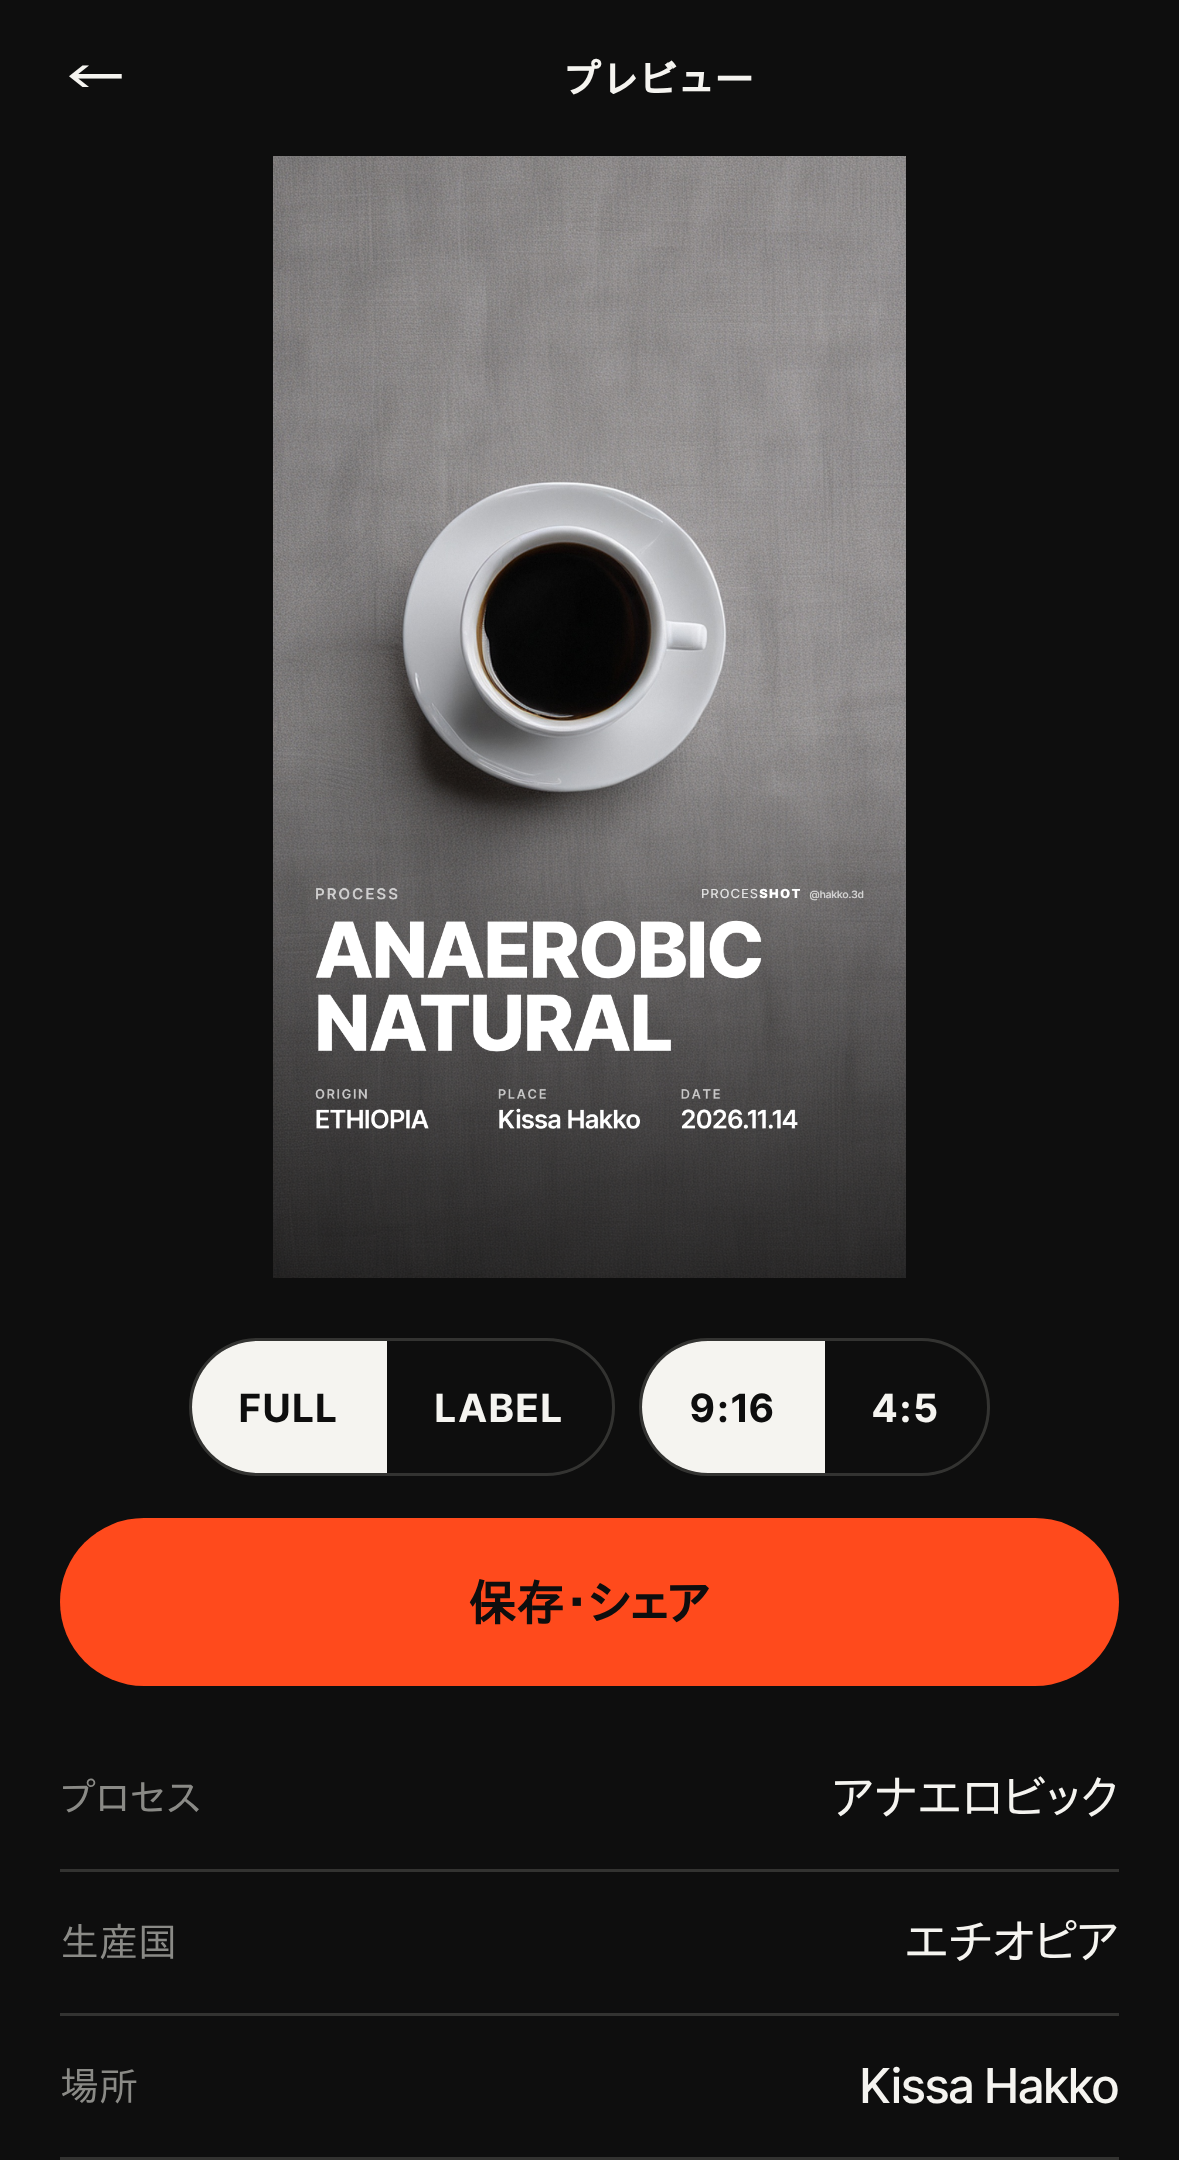 プレビュー
PROCESS
PROCESSHOT @hakko.3d
ANAEROBIC
NATURAL
ORIGIN PLACE DATE
ETHIOPIA Kissa Hakko 2026.11.14
FULL LABEL 9:16 4:5
保存・シェア
プロセス アナエロビック
生産国 エチオピア
場所 Kissa Hakko